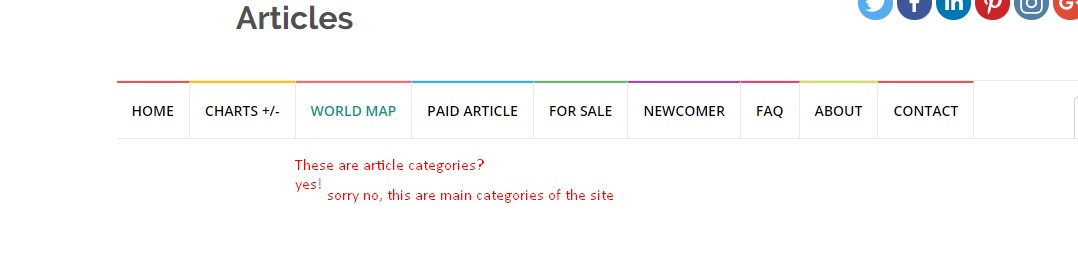 Articles
HOME CHARTS +/- WORLD MAP PAID ARTICLE FOR SALE NEWCOMER FAQ ABOUT CONTACT
These are article categories?
yes!
sorry no, this are main categories of the site